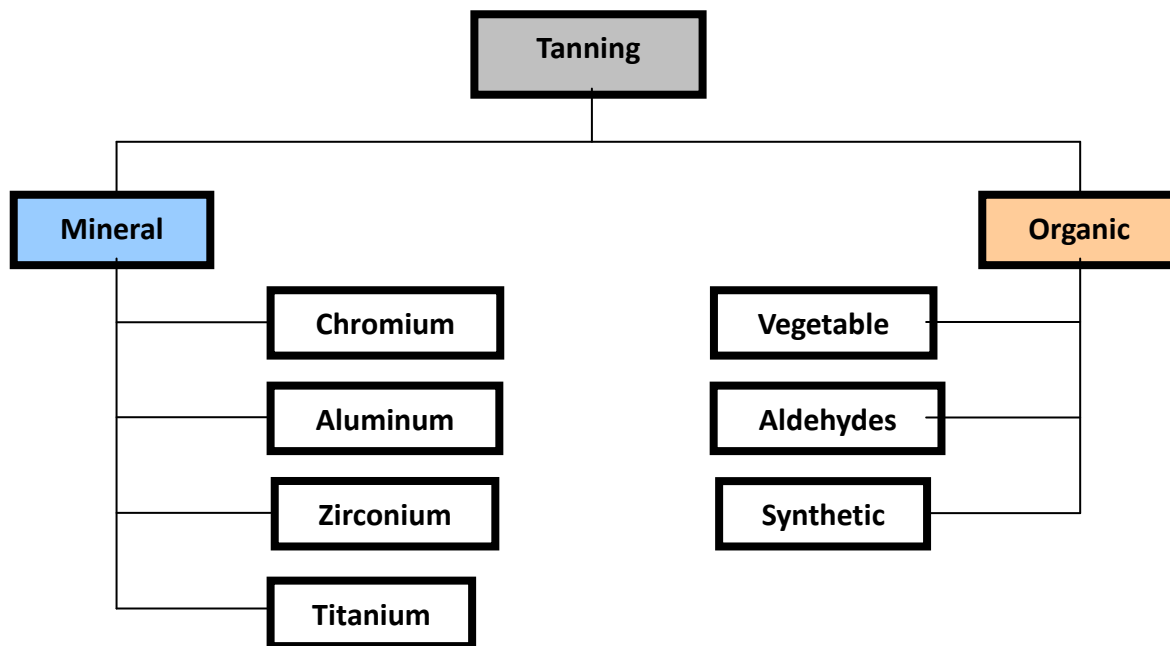 Tanning
Mineral
Organic
Chromium
Vegetable
Aluminum
Aldehydes
Zirconium
Synthetic
Titanium